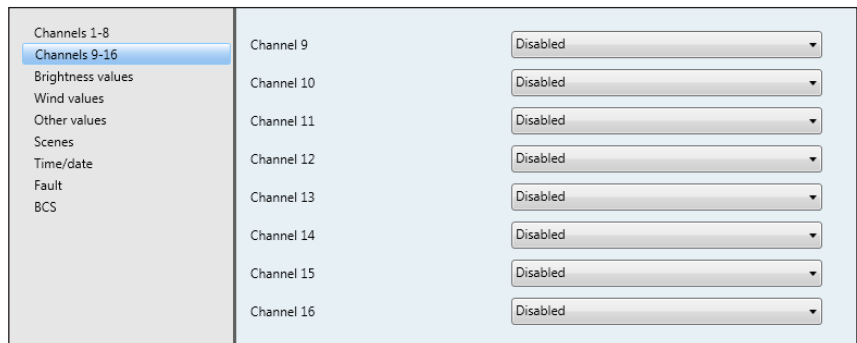 Channels 1-8
Channels 9-16
Brightness values
Wind values
Other values
Scenes
Time/date
Fault
BCS
Channel 9 Disabled
Channel 10 Disabled
Channel 11 Disabled
Channel 12 Disabled
Channel 13 Disabled
Channel 14 Disabled
Channel 15 Disabled
Channel 16 Disabled